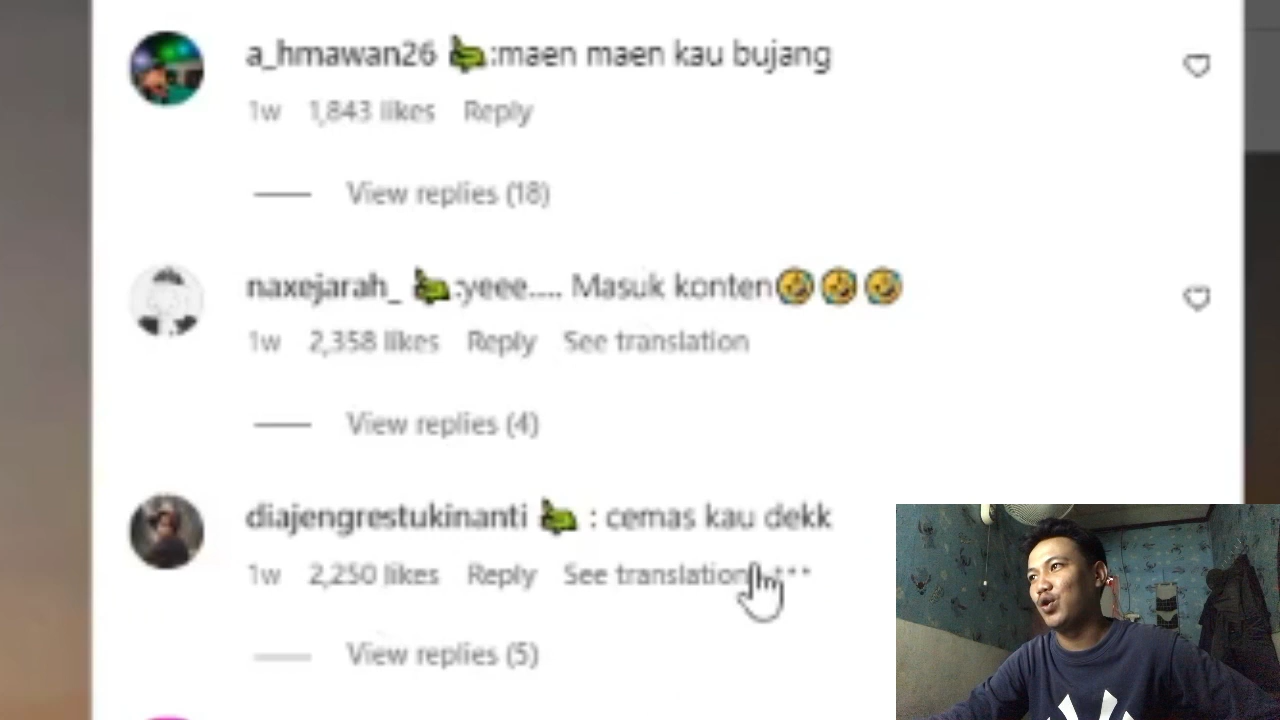 a_hmawan26 🐢:maen maen kau bujang
1w 1,843 likes Reply
View replies (18)
naxejarah_ 🐢:yeee.... Masuk konten🤣🤣🤣
1w 2,358 likes Reply See translation
View replies (4)
diajengrestukinanti 🐢 : cemas kau dekk
1w 2,250 likes Reply See translation ...
View replies (5)